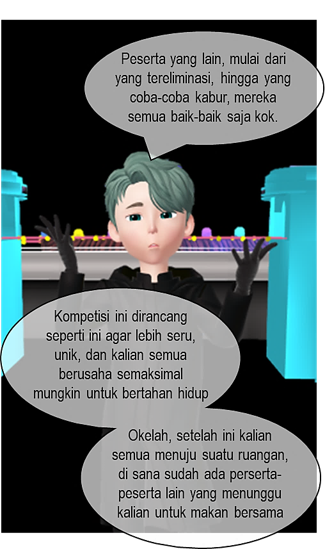 Peserta yang lain, mulai dari
yang tereliminasi, hingga yang
coba-coba kabur, mereka
semua baik-baik saja kok.
Kompetisi ini dirancang
seperti ini agar lebih seru,
unik, dan kalian semua
berusaha semaksimal
mungkin untuk bertahan hidup
Okelah, setelah ini kalian
semua menuju suatu ruangan,
di sana sudah ada perserta-
peserta lain yang menunggu
kalian untuk makan bersama